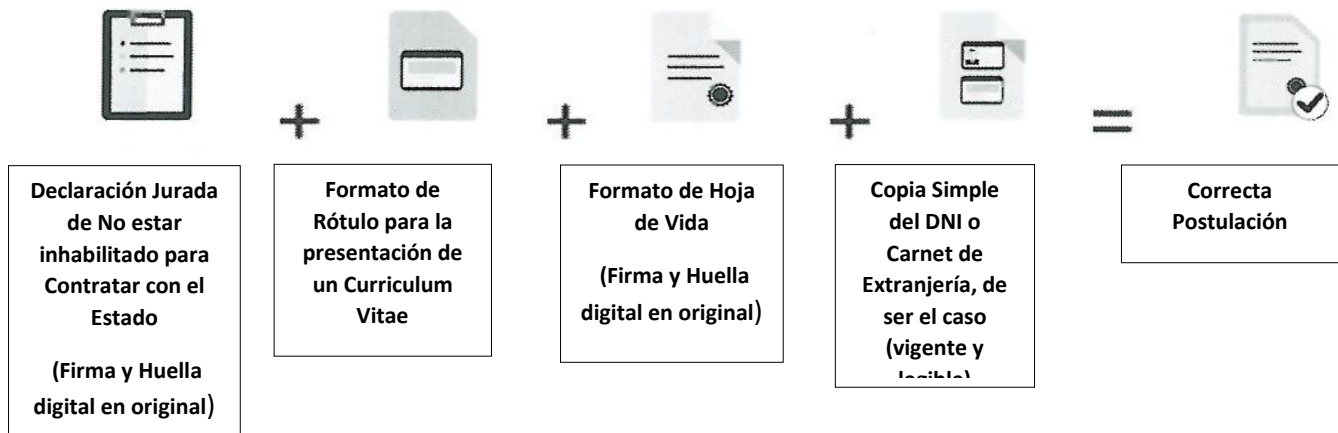 Declaración Jurada
de No estar
inhabilitado para
Contratar con el
Estado
(Firma y Huella
digital en original)
Formato de
Rótulo para la
presentación de
un Curriculum
Vitae
Formato de Hoja
de Vida
(Firma y Huella
digital en original)
Copia Simple
del DNI o
Carnet de
Extranjería, de
ser el caso
(vigente y
legible)
Correcta
Postulación